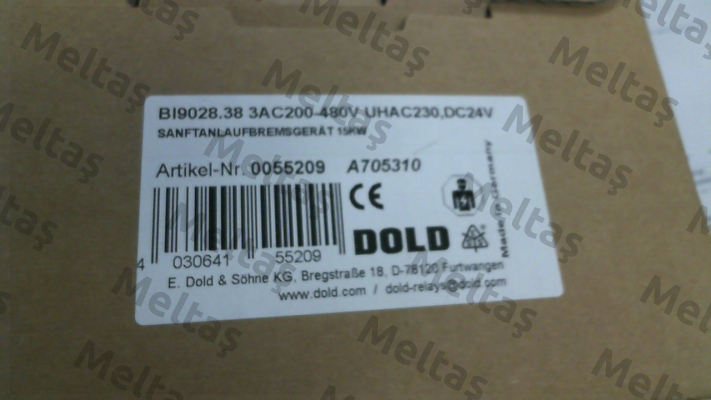 BI9028.38 3AC200-480V UHAC230,DC24V
SANFTANLAUFBREMSGERÄT 15KW
Artikel-Nr. 0055209 A705310
CE
Made in Germany
DOLD
4 030641 55209
E. Dold & Söhne KG, Bregstraße 18, D-78120 Furtwangen
www.dold.com / dold-relays@dold.com
Meltaş